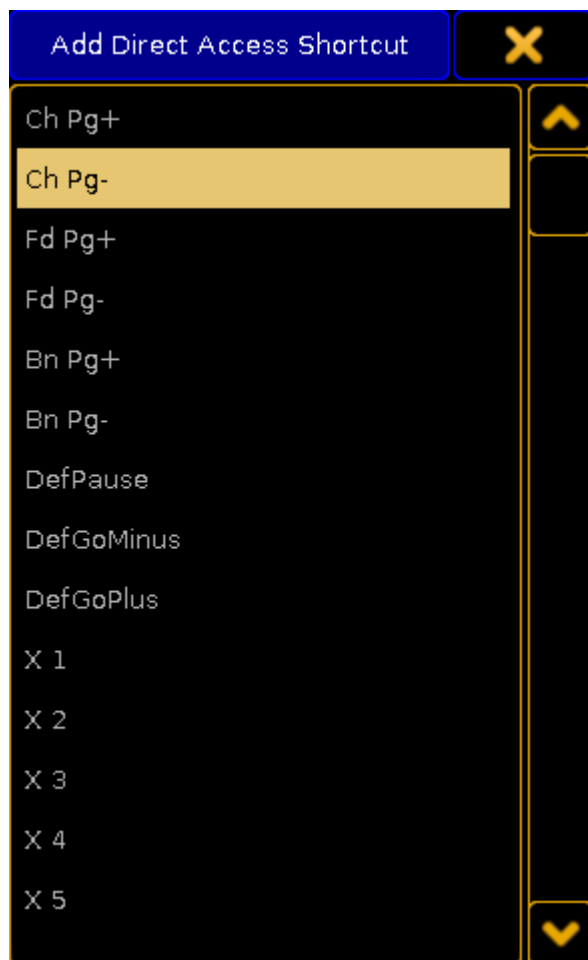 Add Direct Access Shortcut
Ch Pg+
Ch Pg-
Fd Pg+
Fd Pg-
Bn Pg+
Bn Pg-
DefPause
DefGoMinus
DefGoPlus
X 1
X 2
X 3
X 4
X 5